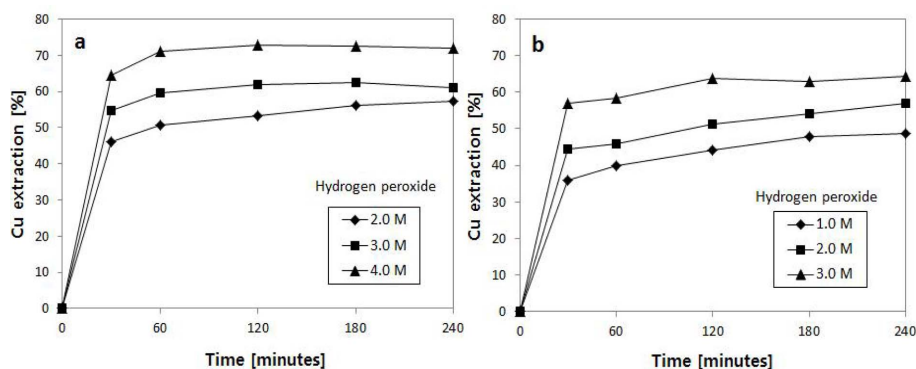 a
Cu extraction [%]
80
70
60
50
40
30
20
10
0
0 60 120 180 240
Time [minutes]
Hydrogen peroxide
2.0 M
3.0 M
4.0 M
b
Cu extraction [%]
80
70
60
50
40
30
20
10
0
0 60 120 180 240
Time [minutes]
Hydrogen peroxide
1.0 M
2.0 M
3.0 M